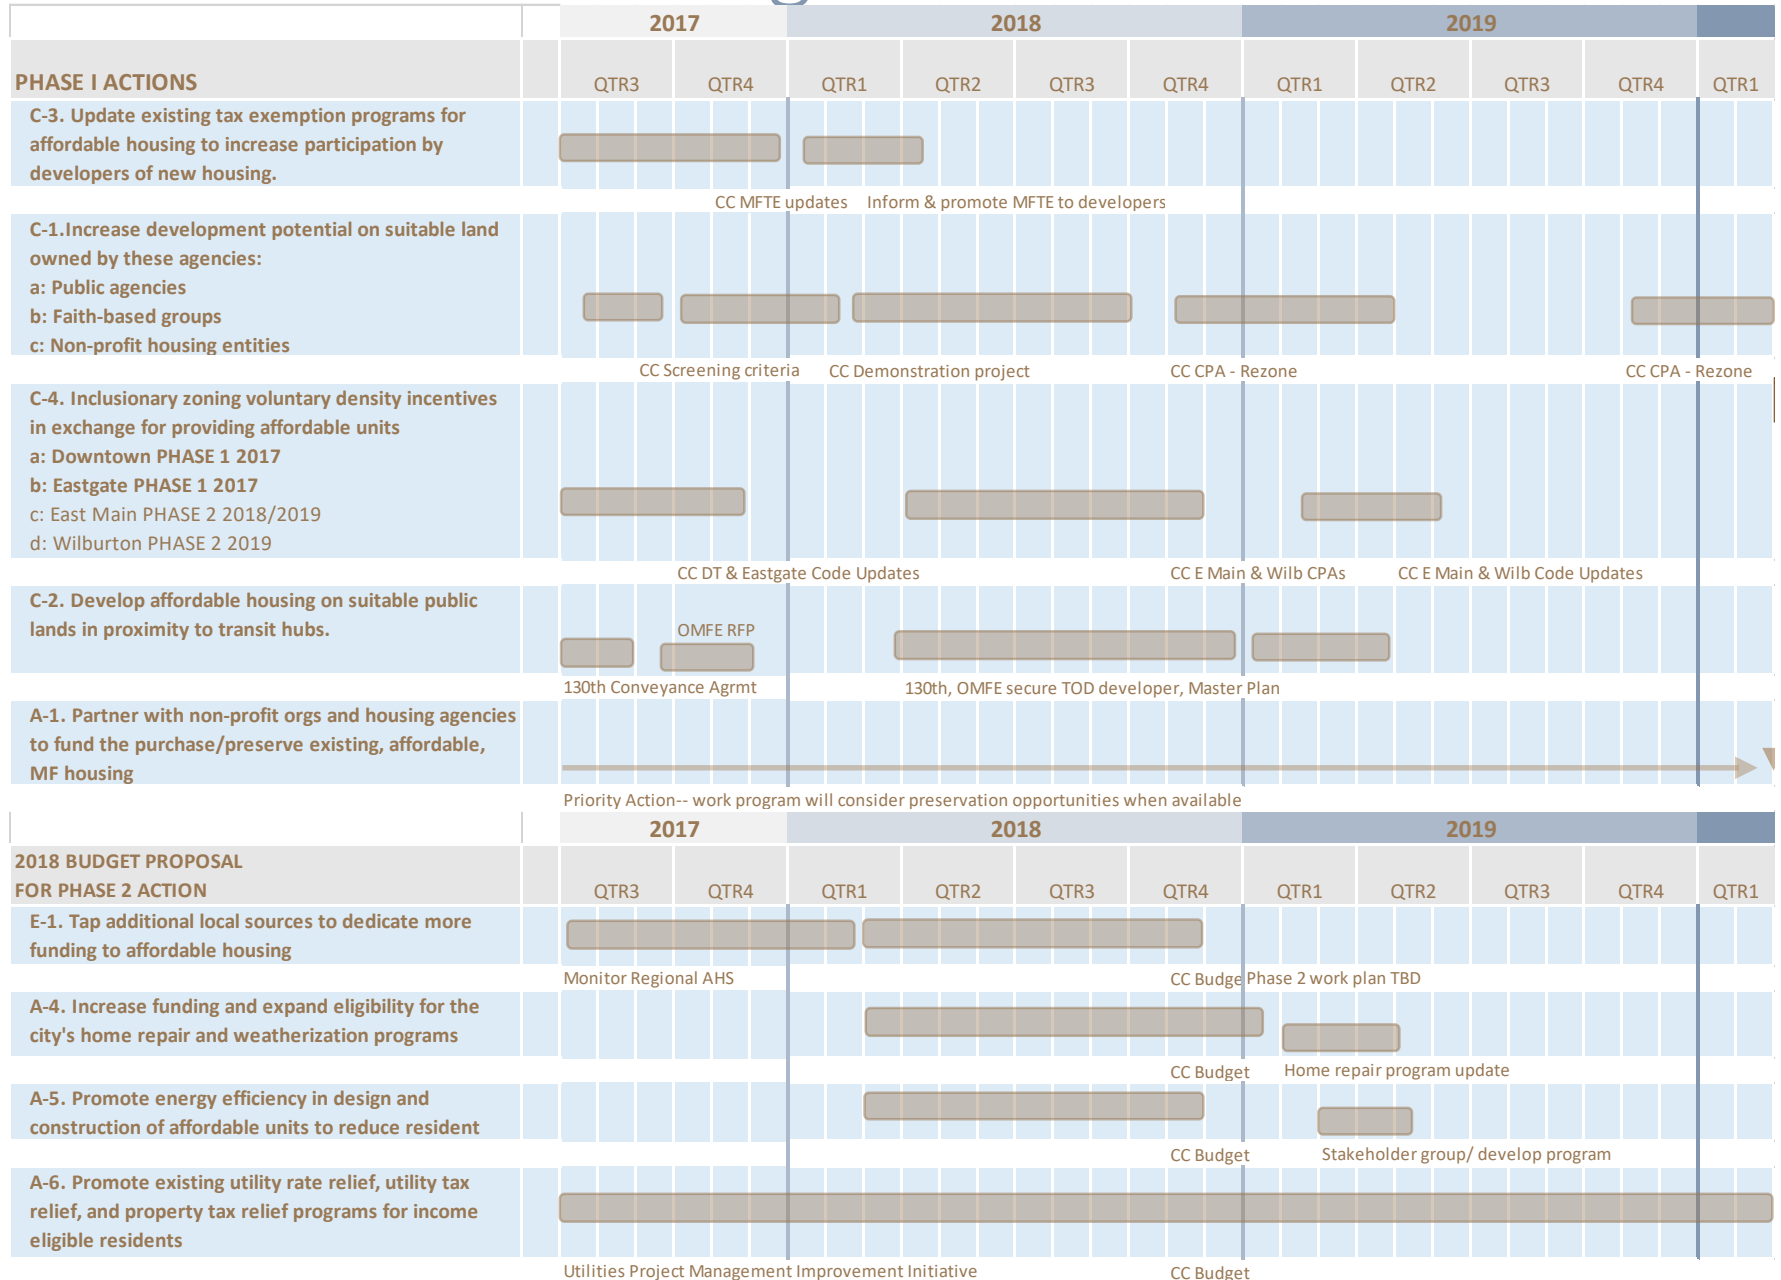 2017 2018 2019
PHASE I ACTIONS QTR3 QTR4 QTR1 QTR2 QTR3 QTR4 QTR1 QTR2 QTR3 QTR4 QTR1
C-3. Update existing tax exemption programs for
affordable housing to increase participation by
developers of new housing.
CC MFTE updates Inform & promote MFTE to developers
C-1.Increase development potential on suitable land
owned by these agencies:
a: Public agencies
b: Faith-based groups
c: Non-profit housing entities
CC Screening criteria CC Demonstration project CC CPA - Rezone CC CPA - Rezone
C-4. Inclusionary zoning voluntary density incentives
in exchange for providing affordable units
a: Downtown PHASE 1 2017
b: Eastgate PHASE 1 2017
c: East Main PHASE 2 2018/2019
d: Wilburton PHASE 2 2019
CC DT & Eastgate Code Updates CC E Main & Wilb CPAs CC E Main & Wilb Code Updates
C-2. Develop affordable housing on suitable public
lands in proximity to transit hubs.
OMFE RFP
130th Conveyance Agrmt 130th, OMFE secure TOD developer, Master Plan
A-1. Partner with non-profit orgs and housing agencies
to fund the purchase/preserve existing, affordable,
MF housing
Priority Action-- work program will consider preservation opportunities when available
2017 2018 2019
2018 BUDGET PROPOSAL
FOR PHASE 2 ACTION QTR3 QTR4 QTR1 QTR2 QTR3 QTR4 QTR1 QTR2 QTR3 QTR4 QTR1
E-1. Tap additional local sources to dedicate more
funding to affordable housing
Monitor Regional AHS CC Budge Phase 2 work plan TBD
A-4. Increase funding and expand eligibility for the
city's home repair and weatherization programs
CC Budget Home repair program update
A-5. Promote energy efficiency in design and
construction of affordable units to reduce resident
CC Budget Stakeholder group/ develop program
A-6. Promote existing utility rate relief, utility tax
relief, and property tax relief programs for income
eligible residents
Utilities Project Management Improvement Initiative CC Budget